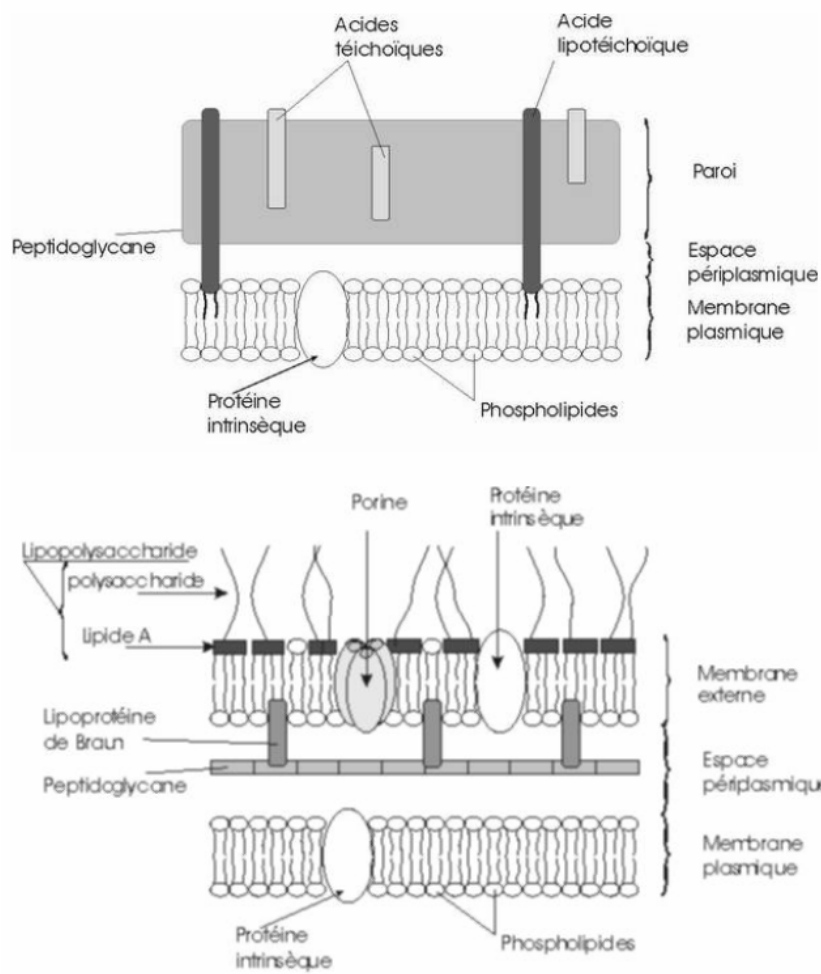 Acides
téichoïques
Acide
lipotéichoïque
Paroi
Peptidoglycane
Espace
périplasmique
Membrane
plasmique
Protéine
intrinsèque
Phospholipides
Porine
Protéine
intrinsèque
Lipopolysaccharide
polysaccharide
Lipide A
Membrane
externe
Lipoprotéine
de Braun
Peptidoglycane
Espace
périplasmique
Membrane
plasmique
Protéine
intrinsèque
Phospholipides